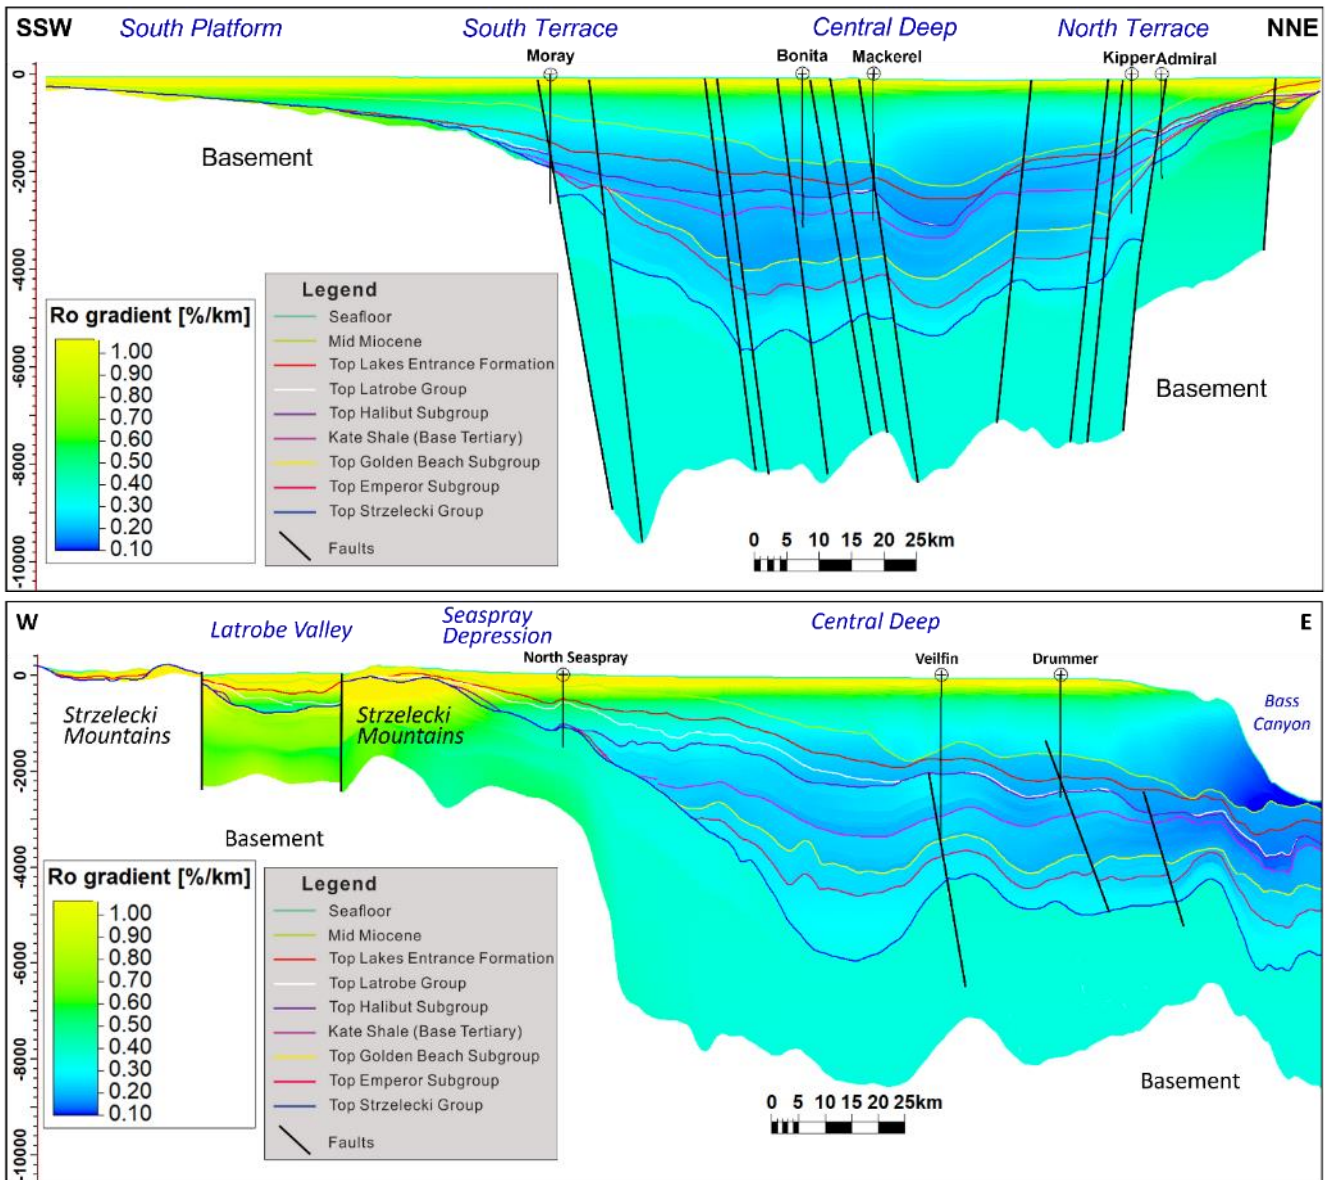 SSW South Platform South Terrace Central Deep North Terrace NNE
Moray Bonita Mackerel Kipper Admiral
0
-2000
-4000
-6000
-8000
-10000
Basement
Basement
Ro gradient [%/km]
1.00
0.90
0.80
0.70
0.60
0.50
0.40
0.30
0.20
0.10
Legend
Seafloor
Mid Miocene
Top Lakes Entrance Formation
Top Latrobe Group
Top Halibut Subgroup
Kate Shale (Base Tertiary)
Top Golden Beach Subgroup
Top Emperor Subgroup
Top Strzelecki Group
Faults
0 5 10 15 20 25km
W Latrobe Valley Seaspray Depression Central Deep E
North Seaspray Veilfin Drummer
0
-2000
-4000
-6000
-8000
-10000
Strzelecki
Mountains
Strzelecki
Mountains
Bass
Canyon
Basement
Basement
Ro gradient [%/km]
1.00
0.90
0.80
0.70
0.60
0.50
0.40
0.30
0.20
0.10
Legend
Seafloor
Mid Miocene
Top Lakes Entrance Formation
Top Latrobe Group
Top Halibut Subgroup
Kate Shale (Base Tertiary)
Top Golden Beach Subgroup
Top Emperor Subgroup
Top Strzelecki Group
Faults
0 5 10 15 20 25km